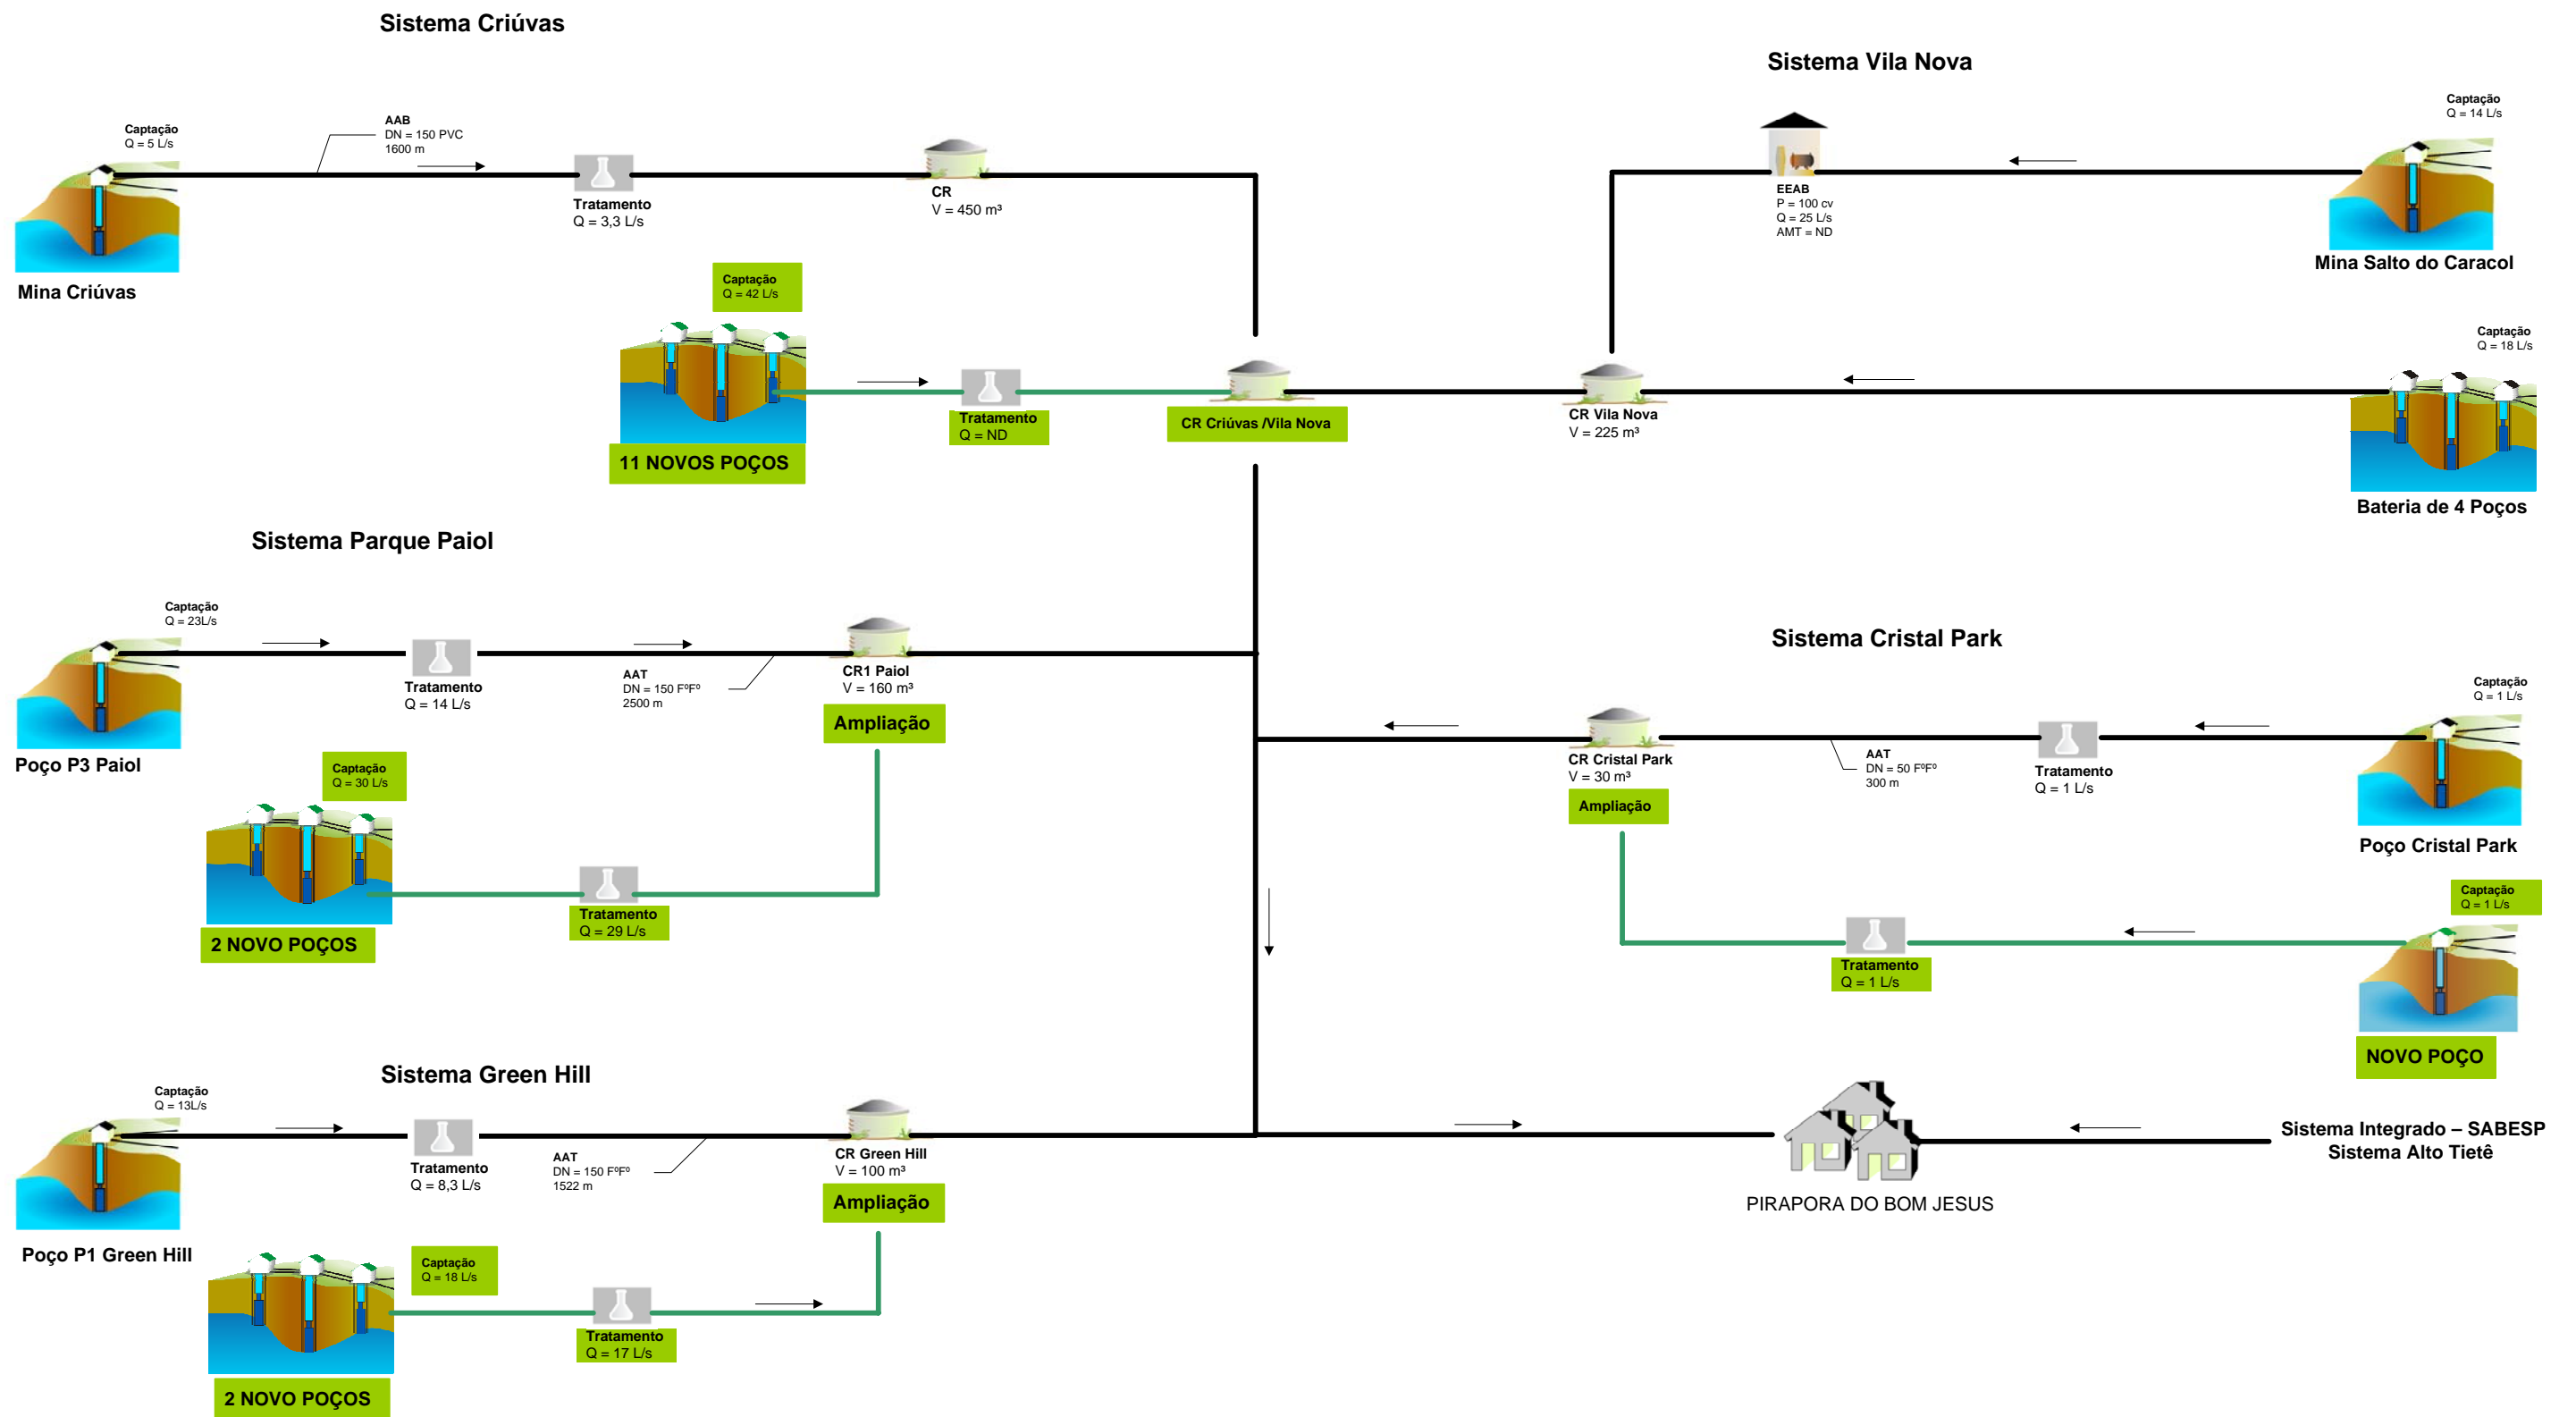 Sistema Criúvas
Captação
Q = 5 L/s
AAB
DN = 150 PVC
1600 m
Tratamento
Q = 3,3 L/s
CR
V = 450 m³
Mina Criúvas
Captação
Q = 42 L/s
11 NOVOS POÇOS
Tratamento
Q = ND
CR Criúvas /Vila Nova
Sistema Vila Nova
Captação
Q = 14 L/s
EEAB
P = 100 cv
Q = 25 L/s
AMT = ND
Mina Salto do Caracol
Captação
Q = 18 L/s
CR Vila Nova
V = 225 m³
Bateria de 4 Poços
Sistema Parque Paiol
Captação
Q = 23L/s
Tratamento
Q = 14 L/s
AAT
DN = 150 FºFº
2500 m
CR1 Paiol
V = 160 m³
Ampliação
Poço P3 Paiol
Captação
Q = 30 L/s
Tratamento
Q = 29 L/s
2 NOVO POÇOS
Sistema Cristal Park
Captação
Q = 1 L/s
CR Cristal Park
V = 30 m³
Ampliação
AAT
DN = 50 FºFº
300 m
Tratamento
Q = 1 L/s
Poço Cristal Park
Captação
Q = 1 L/s
Tratamento
Q = 1 L/s
NOVO POÇO
Sistema Green Hill
Captação
Q = 13L/s
Tratamento
Q = 8,3 L/s
AAT
DN = 150 FºFº
1522 m
CR Green Hill
V = 100 m³
Ampliação
Poço P1 Green Hill
Captação
Q = 18 L/s
Tratamento
Q = 17 L/s
2 NOVO POÇOS
PIRAPORA DO BOM JESUS
Sistema Integrado – SABESP
Sistema Alto Tietê